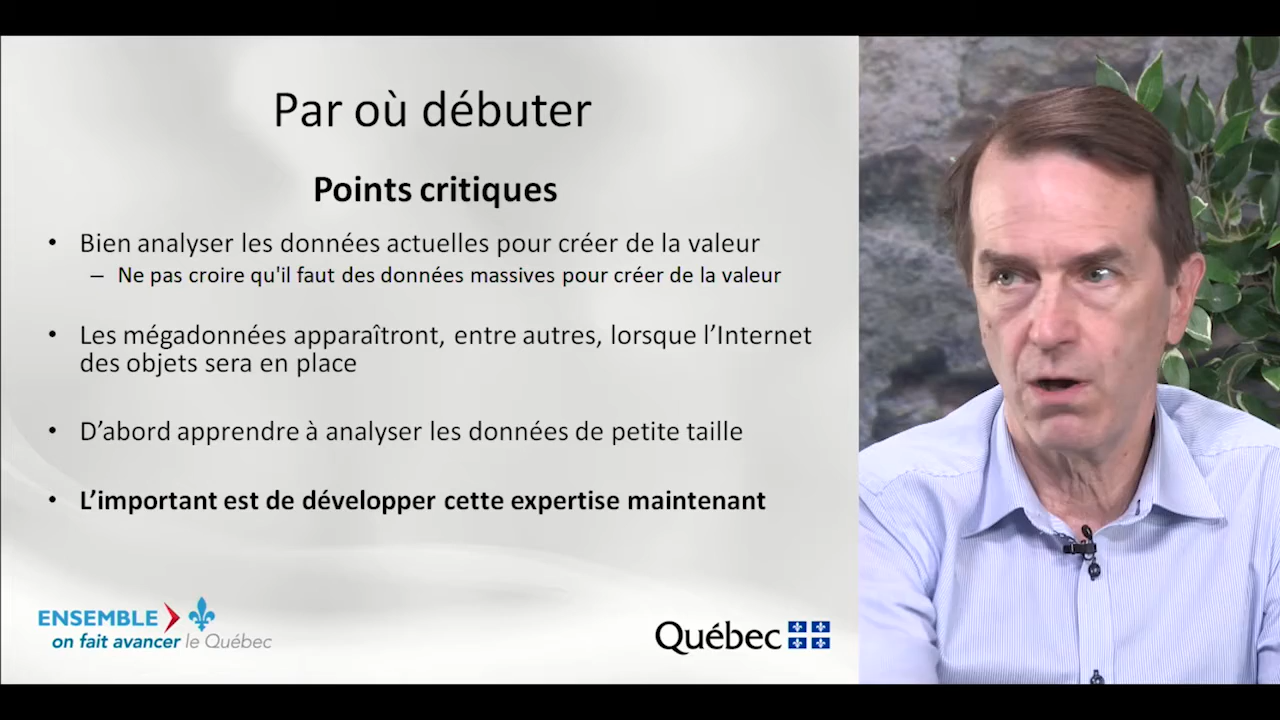 Par où débuter
Points critiques
• Bien analyser les données actuelles pour créer de la valeur
– Ne pas croire qu'il faut des données massives pour créer de la valeur
• Les mégadonnées apparaîtront, entre autres, lorsque l’Internet
des objets sera en place
• D’abord apprendre à analyser les données de petite taille
• L’important est de développer cette expertise maintenant
ENSEMBLE
on fait avancer le Québec
Québec